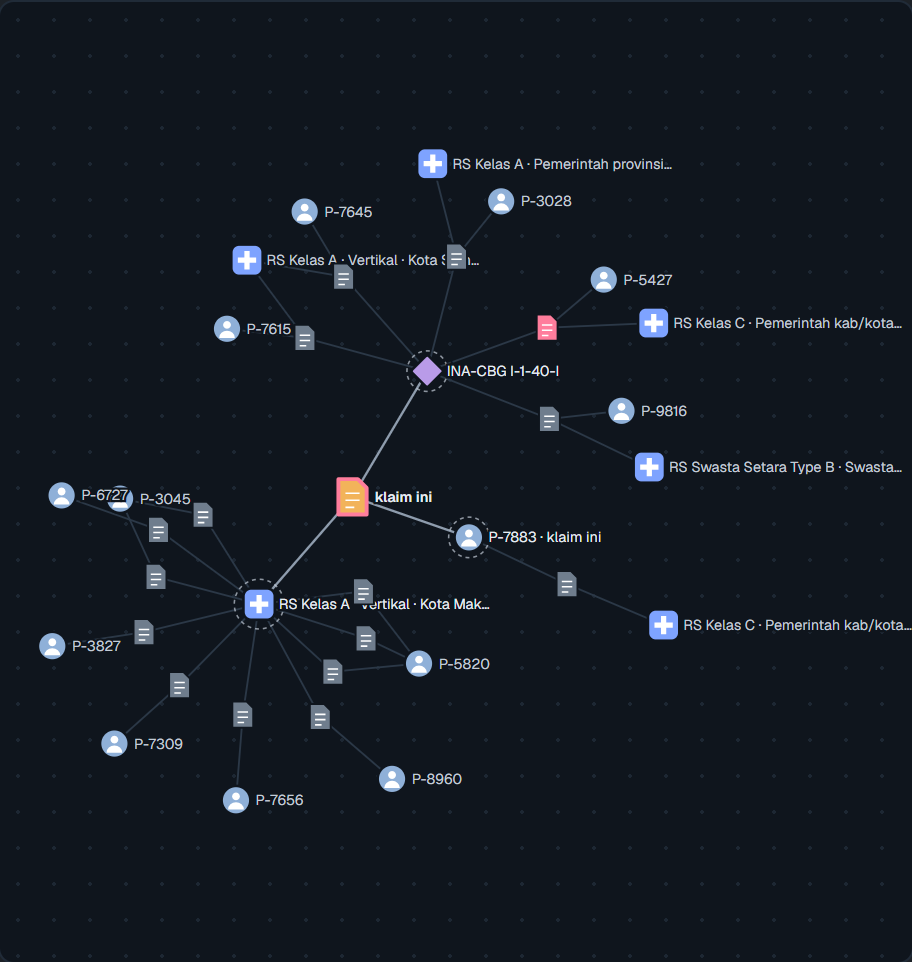 RS Kelas A · Pemerintah provinsi...
P-3028
P-7645
RS Kelas A · Vertikal · Kota
P-5427
RS Kelas C · Pemerintah kab/kota...
P-7615
INA-CBG I-1-40-I
P-9816
RS Swasta Setara Type B · Swasta...
P-6727
P-3045
klaim ini
P-7883 · klaim ini
RS Kelas A · Vertikal · Kota Mak...
RS Kelas C · Pemerintah kab/kota...
P-3827
P-5820
P-7309
P-8960
P-7656